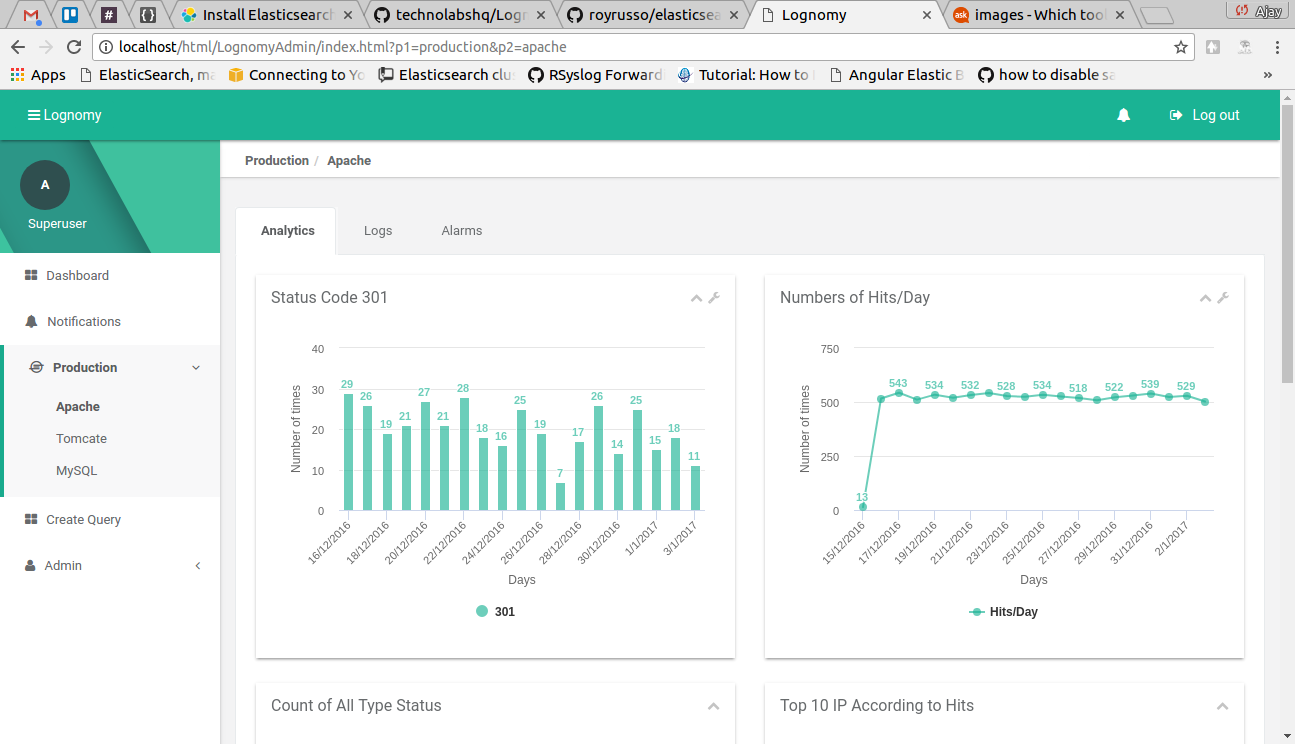 Install Elasticsearch
technolabshq/Logn
royrusso/elasticsea
Lognomy
ask
images - Which tool
Ajay
localhost/html/LognomyAdmin/index.html?p1=production&p2=apache
Apps
ElasticSearch, ma
Connecting to Yo
Elasticsearch clus
RSyslog Forward
Tutorial: How to
Angular Elastic B
how to disable sa
»
Lognomy
Log out
A
Superuser
Production / Apache
Dashboard
Notifications
Production
Apache
Tomcate
MySQL
Create Query
Admin
Analytics
Logs
Alarms
Status Code 301
Number of times
40
30
20
10
0
29
26
19
21
27
21
28
18
16
25
19
7
17
26
14
25
15
18
11
16/12/2016
18/12/2016
20/12/2016
22/12/2016
24/12/2016
26/12/2016
28/12/2016
30/12/2016
1/1/2017
3/1/2017
Days
301
Numbers of Hits/Day
Number of times
750
500
250
0
13
543
534
532
528
534
518
522
539
529
15/12/2016
17/12/2016
19/12/2016
21/12/2016
23/12/2016
25/12/2016
27/12/2016
29/12/2016
31/12/2016
2/1/2017
Days
Hits/Day
Count of All Type Status
Top 10 IP According to Hits